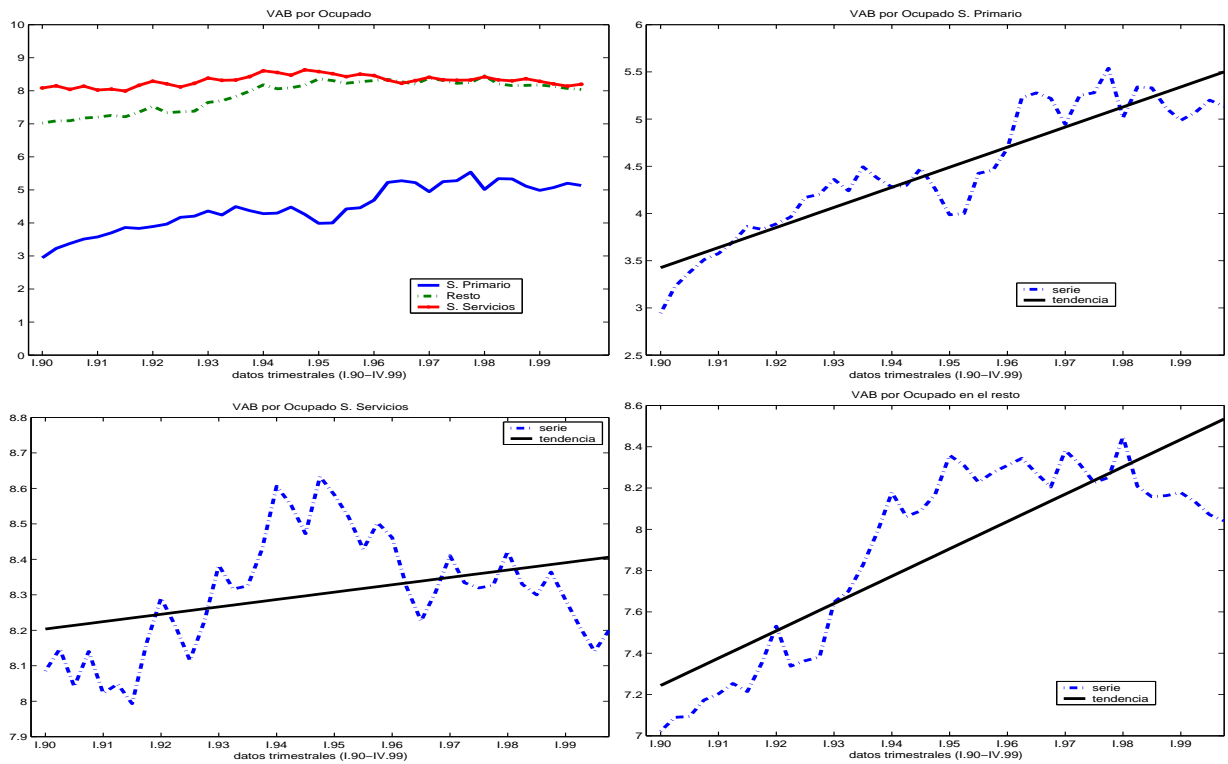 VAB por Ocupado
10
9
8
7
6
5
4
3
2
1
0
S. Primario
Resto
S. Servicios
I.90 I.91 I.92 I.93 I.94 I.95 I.96 I.97 I.98 I.99
datos trimestrales (I.90−IV.99)
VAB por Ocupado S. Primario
6
5.5
5
4.5
4
3.5
3
2.5
serie
tendencia
I.90 I.91 I.92 I.93 I.94 I.95 I.96 I.97 I.98 I.99
VAB por Ocupado S. Servicios
8.8
8.7
8.6
8.5
8.4
8.3
8.2
8.1
8
7.9
serie
tendencia
I.90 I.91 I.92 I.93 I.94 I.95 I.96 I.97 I.98 I.99
datos trimestrales (I.90−IV.99)
VAB por Ocupado en el resto
8.6
8.4
8.2
8
7.8
7.6
7.4
7.2
7
serie
tendencia
I.90 I.91 I.92 I.93 I.94 I.95 I.96 I.97 I.98 I.99
datos trimestrales (I.90−IV.99)